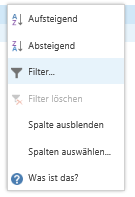 Aufsteigend
Absteigend
Filter...
Filter löschen
Spalte ausblenden
Spalten auswählen...
Was ist das?